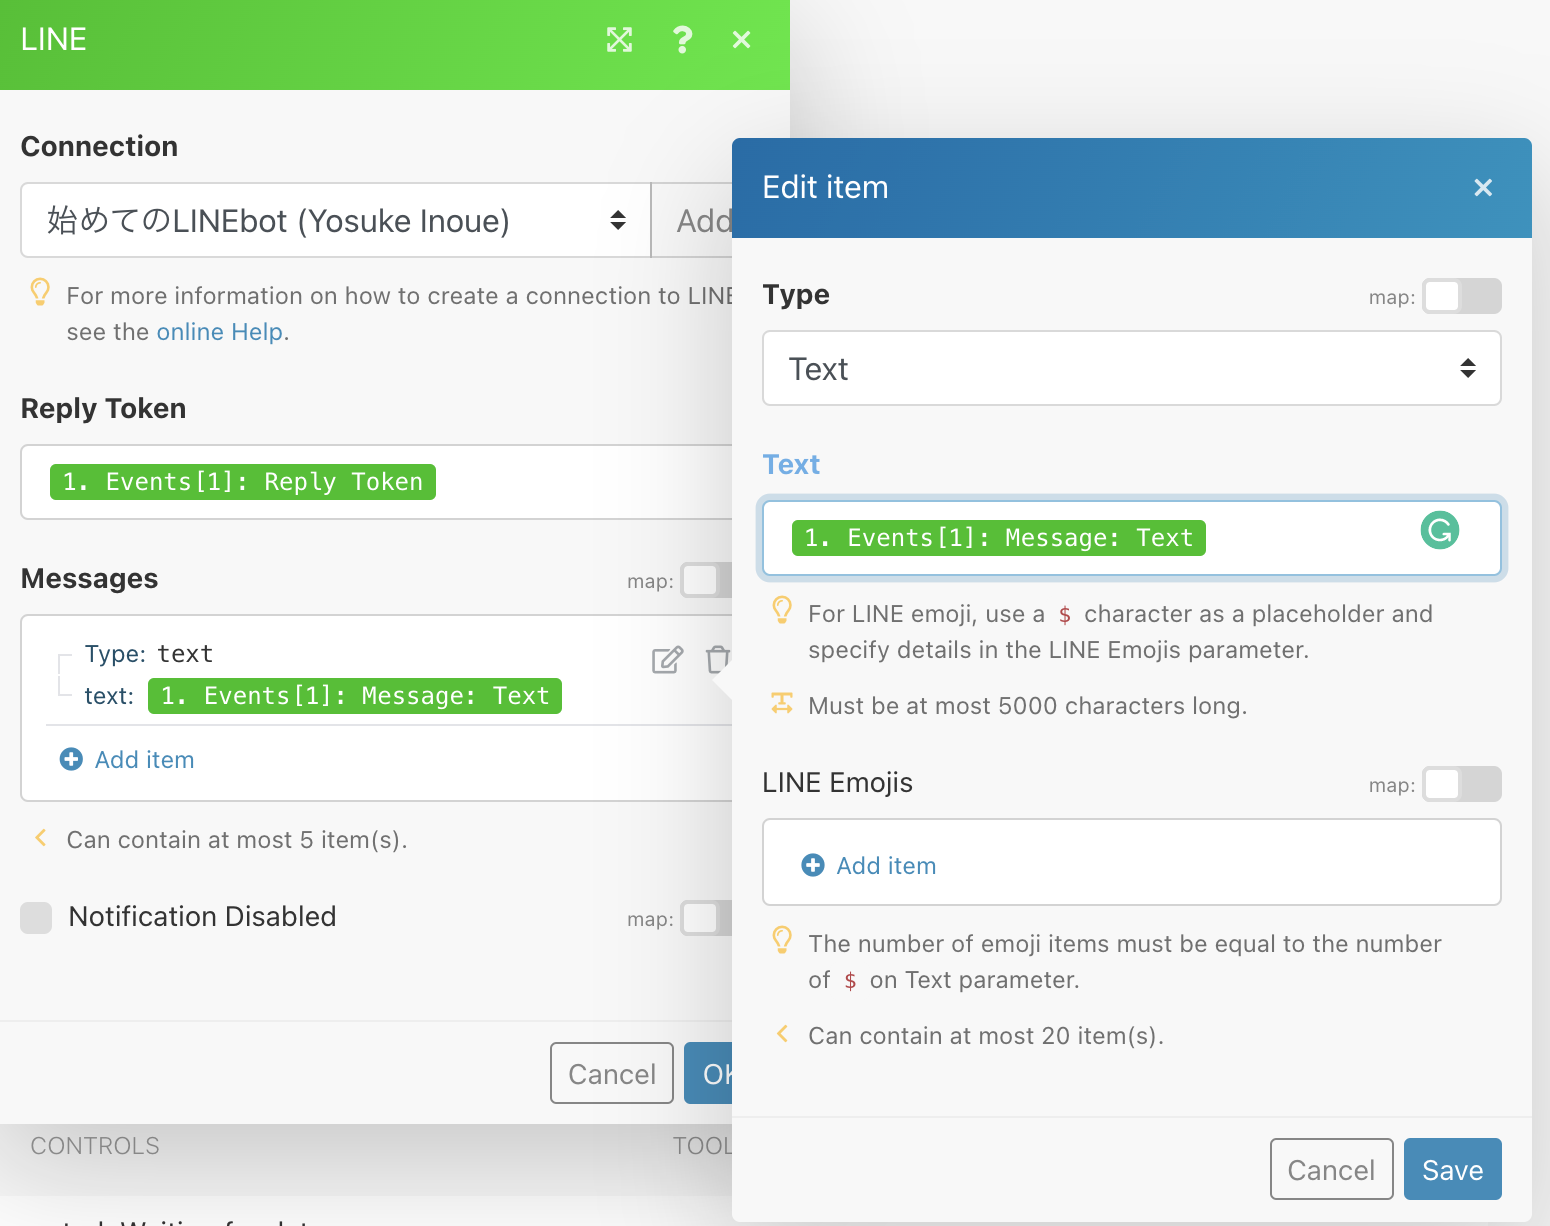 LINE
Connection
始めてのLINEbot (Yosuke Inoue)
Add
For more information on how to create a connection to LINE
see the online Help.
Reply Token
1. Events[1]: Reply Token
Messages
map:
Type: text
text: 1. Events[1]: Message: Text
Add item
Can contain at most 5 item(s).
Notification Disabled
map:
Cancel
OK
CONTROLS
TOOL
Edit item
Type
map:
Text
Text
1. Events[1]: Message: Text
For LINE emoji, use a $ character as a placeholder and
specify details in the LINE Emojis parameter.
Must be at most 5000 characters long.
LINE Emojis
map:
Add item
The number of emoji items must be equal to the number
of $ on Text parameter.
Can contain at most 20 item(s).
Cancel
Save